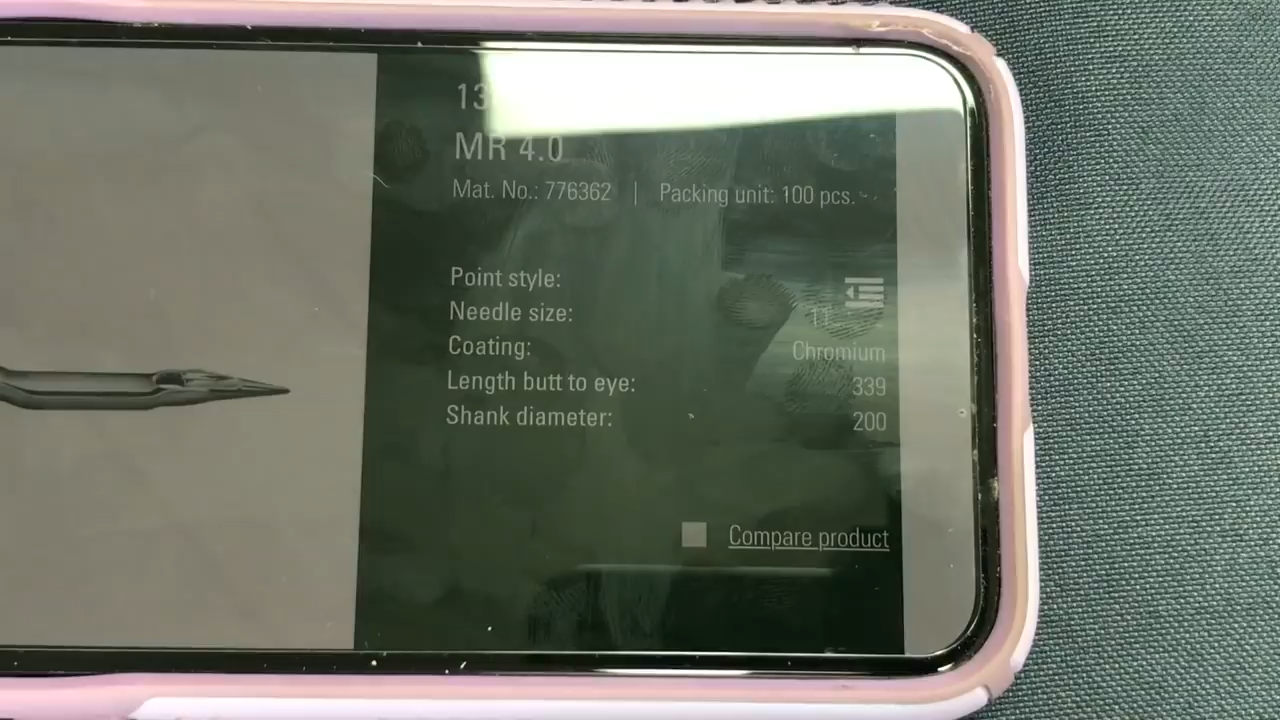 13
MR 4.0
Mat. No.: 776362 | Packing unit: 100 pcs.
Point style:
Needle size:
Coating: Chromium
Length butt to eye: 339
Shank diameter: 200
Compare product